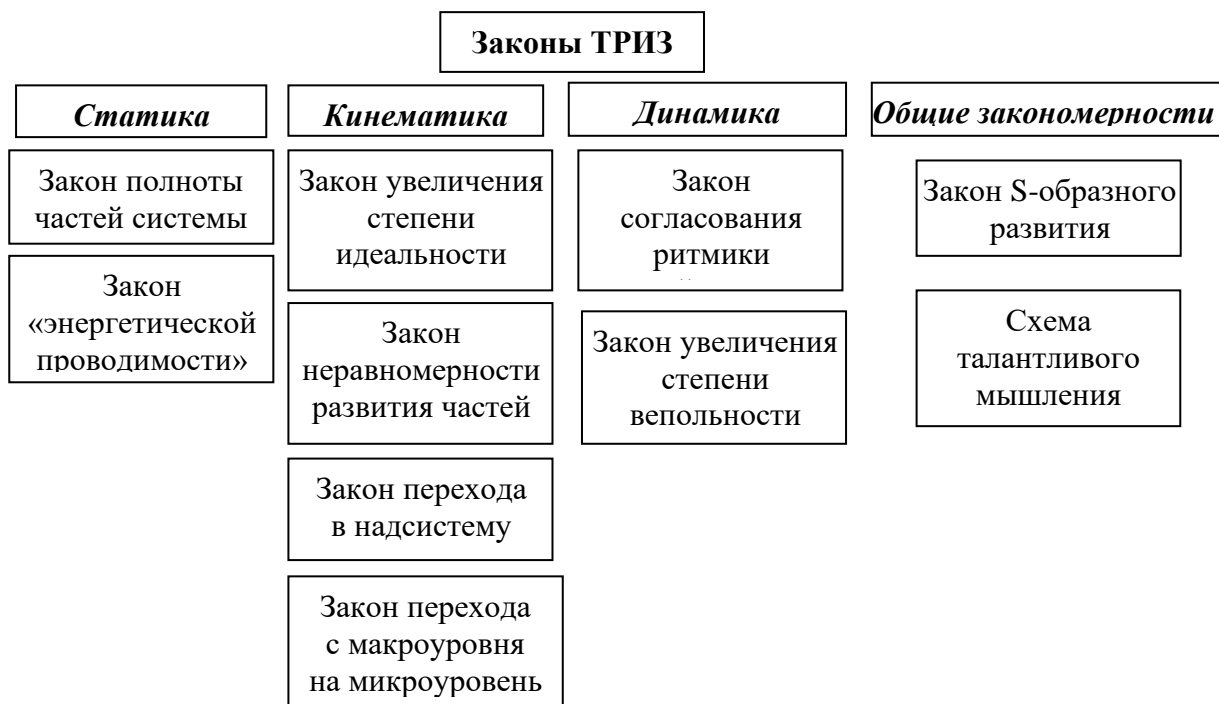 Законы ТРИЗ
Статика
Кинематика
Динамика
Общие закономерности
Закон полноты
частей системы
Закон
«энергетической
проводимости»
Закон увеличения
степени
идеальности
Закон
неравномерности
развития частей
Закон перехода
в надсистему
Закон перехода
с макроуровня
на микроуровень
Закон
согласования
ритмики
Закон увеличения
степени
вепольности
Закон S-образного
развития
Схема
талантливого
мышления